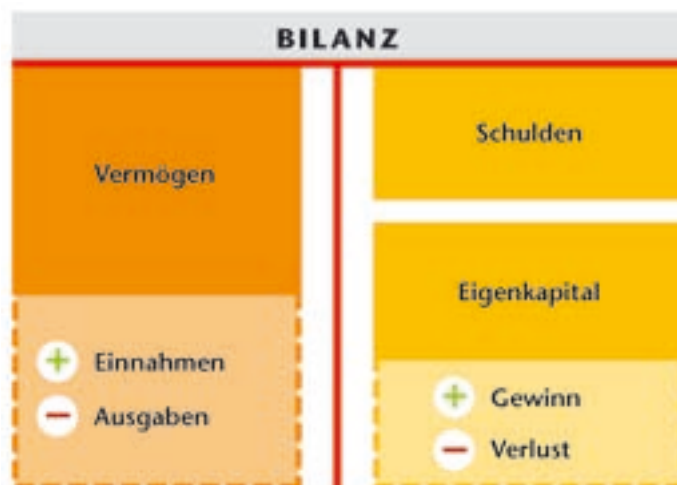 BILANZ
Vermögen
+ Einnahmen
− Ausgaben
Schulden
Eigenkapital
+ Gewinn
− Verlust